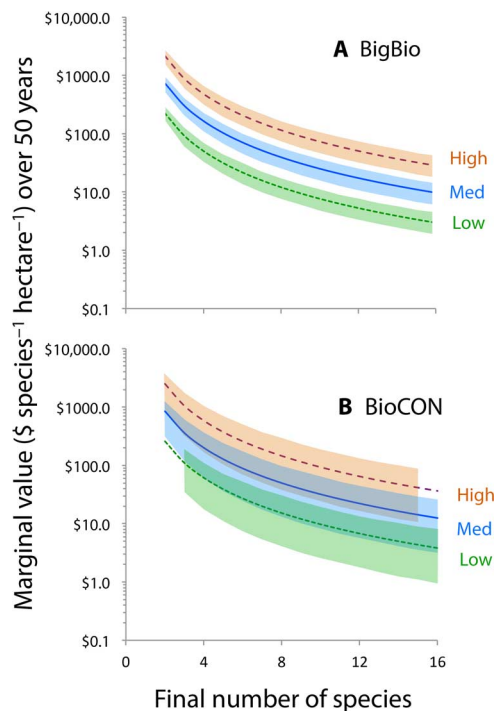 Marginal value ($ species⁻¹ hectare⁻¹) over 50 years
$10,000.0
A BigBio
$1000.0
$100.0
High
$10.0
Med
Low
$1.0
$0.1
$10,000.0
B BioCON
$1000.0
$100.0
High
$10.0
Med
Low
$1.0
$0.1
0 4 8 12 16
Final number of species